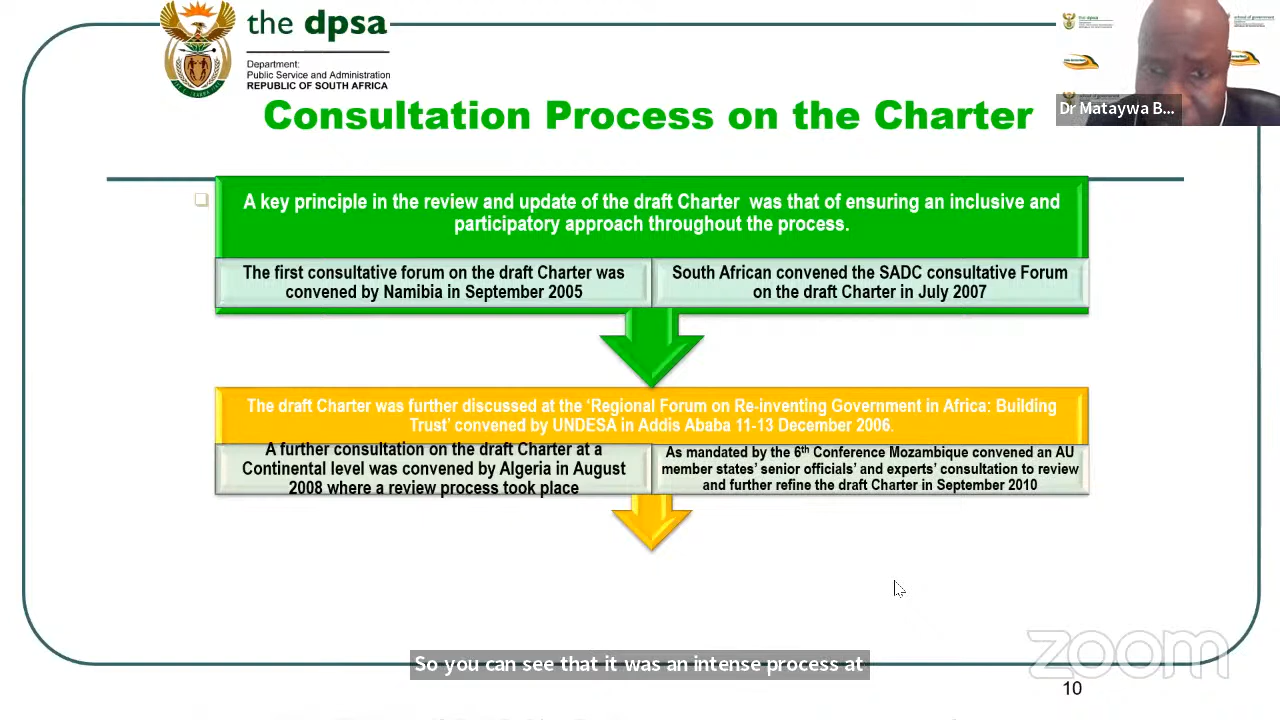 the dpsa
Department:
Public Service and Administration
REPUBLIC OF SOUTH AFRICA
Dr Mataywa B...
Consultation Process on the Charter
A key principle in the review and update of the draft Charter was that of ensuring an inclusive and
participatory approach throughout the process.
The first consultative forum on the draft Charter was
convened by Namibia in September 2005
South African convened the SADC consultative Forum
on the draft Charter in July 2007
The draft Charter was further discussed at the ‘Regional Forum on Re-inventing Government in Africa: Building
Trust’ convened by UNDESA in Addis Ababa 11-13 December 2006.
A further consultation on the draft Charter at a
Continental level was convened by Algeria in August
2008 where a review process took place
As mandated by the 6th Conference Mozambique convened an AU
member states’ senior officials’ and experts’ consultation to review
and further refine the draft Charter in September 2010
zoom
So you can see that it was an intense process at
10